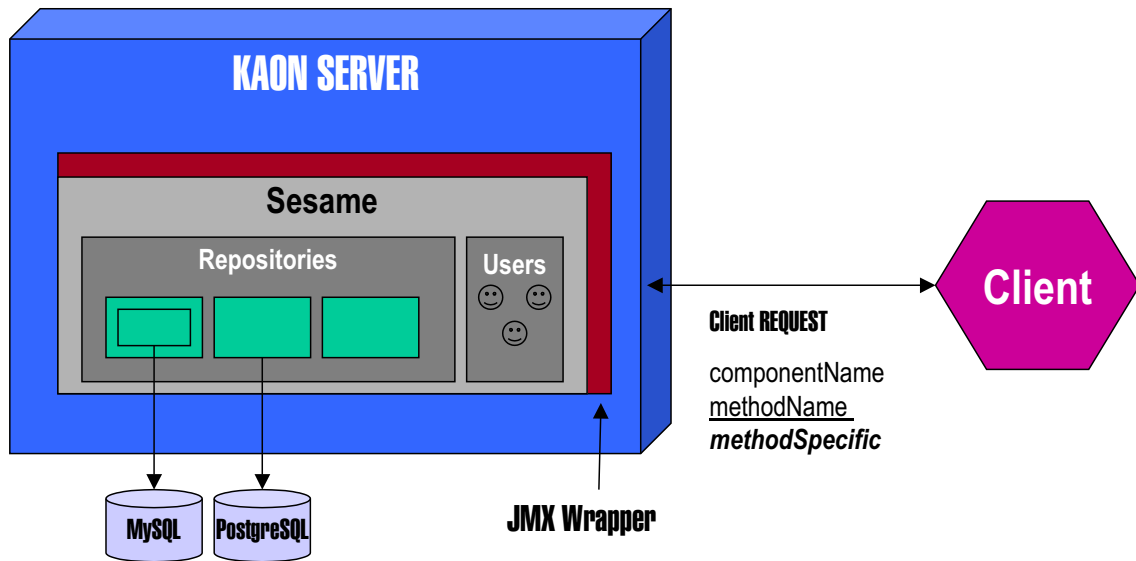 KAON SERVER
Sesame
Repositories
Users
Client
Client REQUEST
componentName
methodName
methodSpecific
JMX Wrapper
MySQL
PostgreSQL